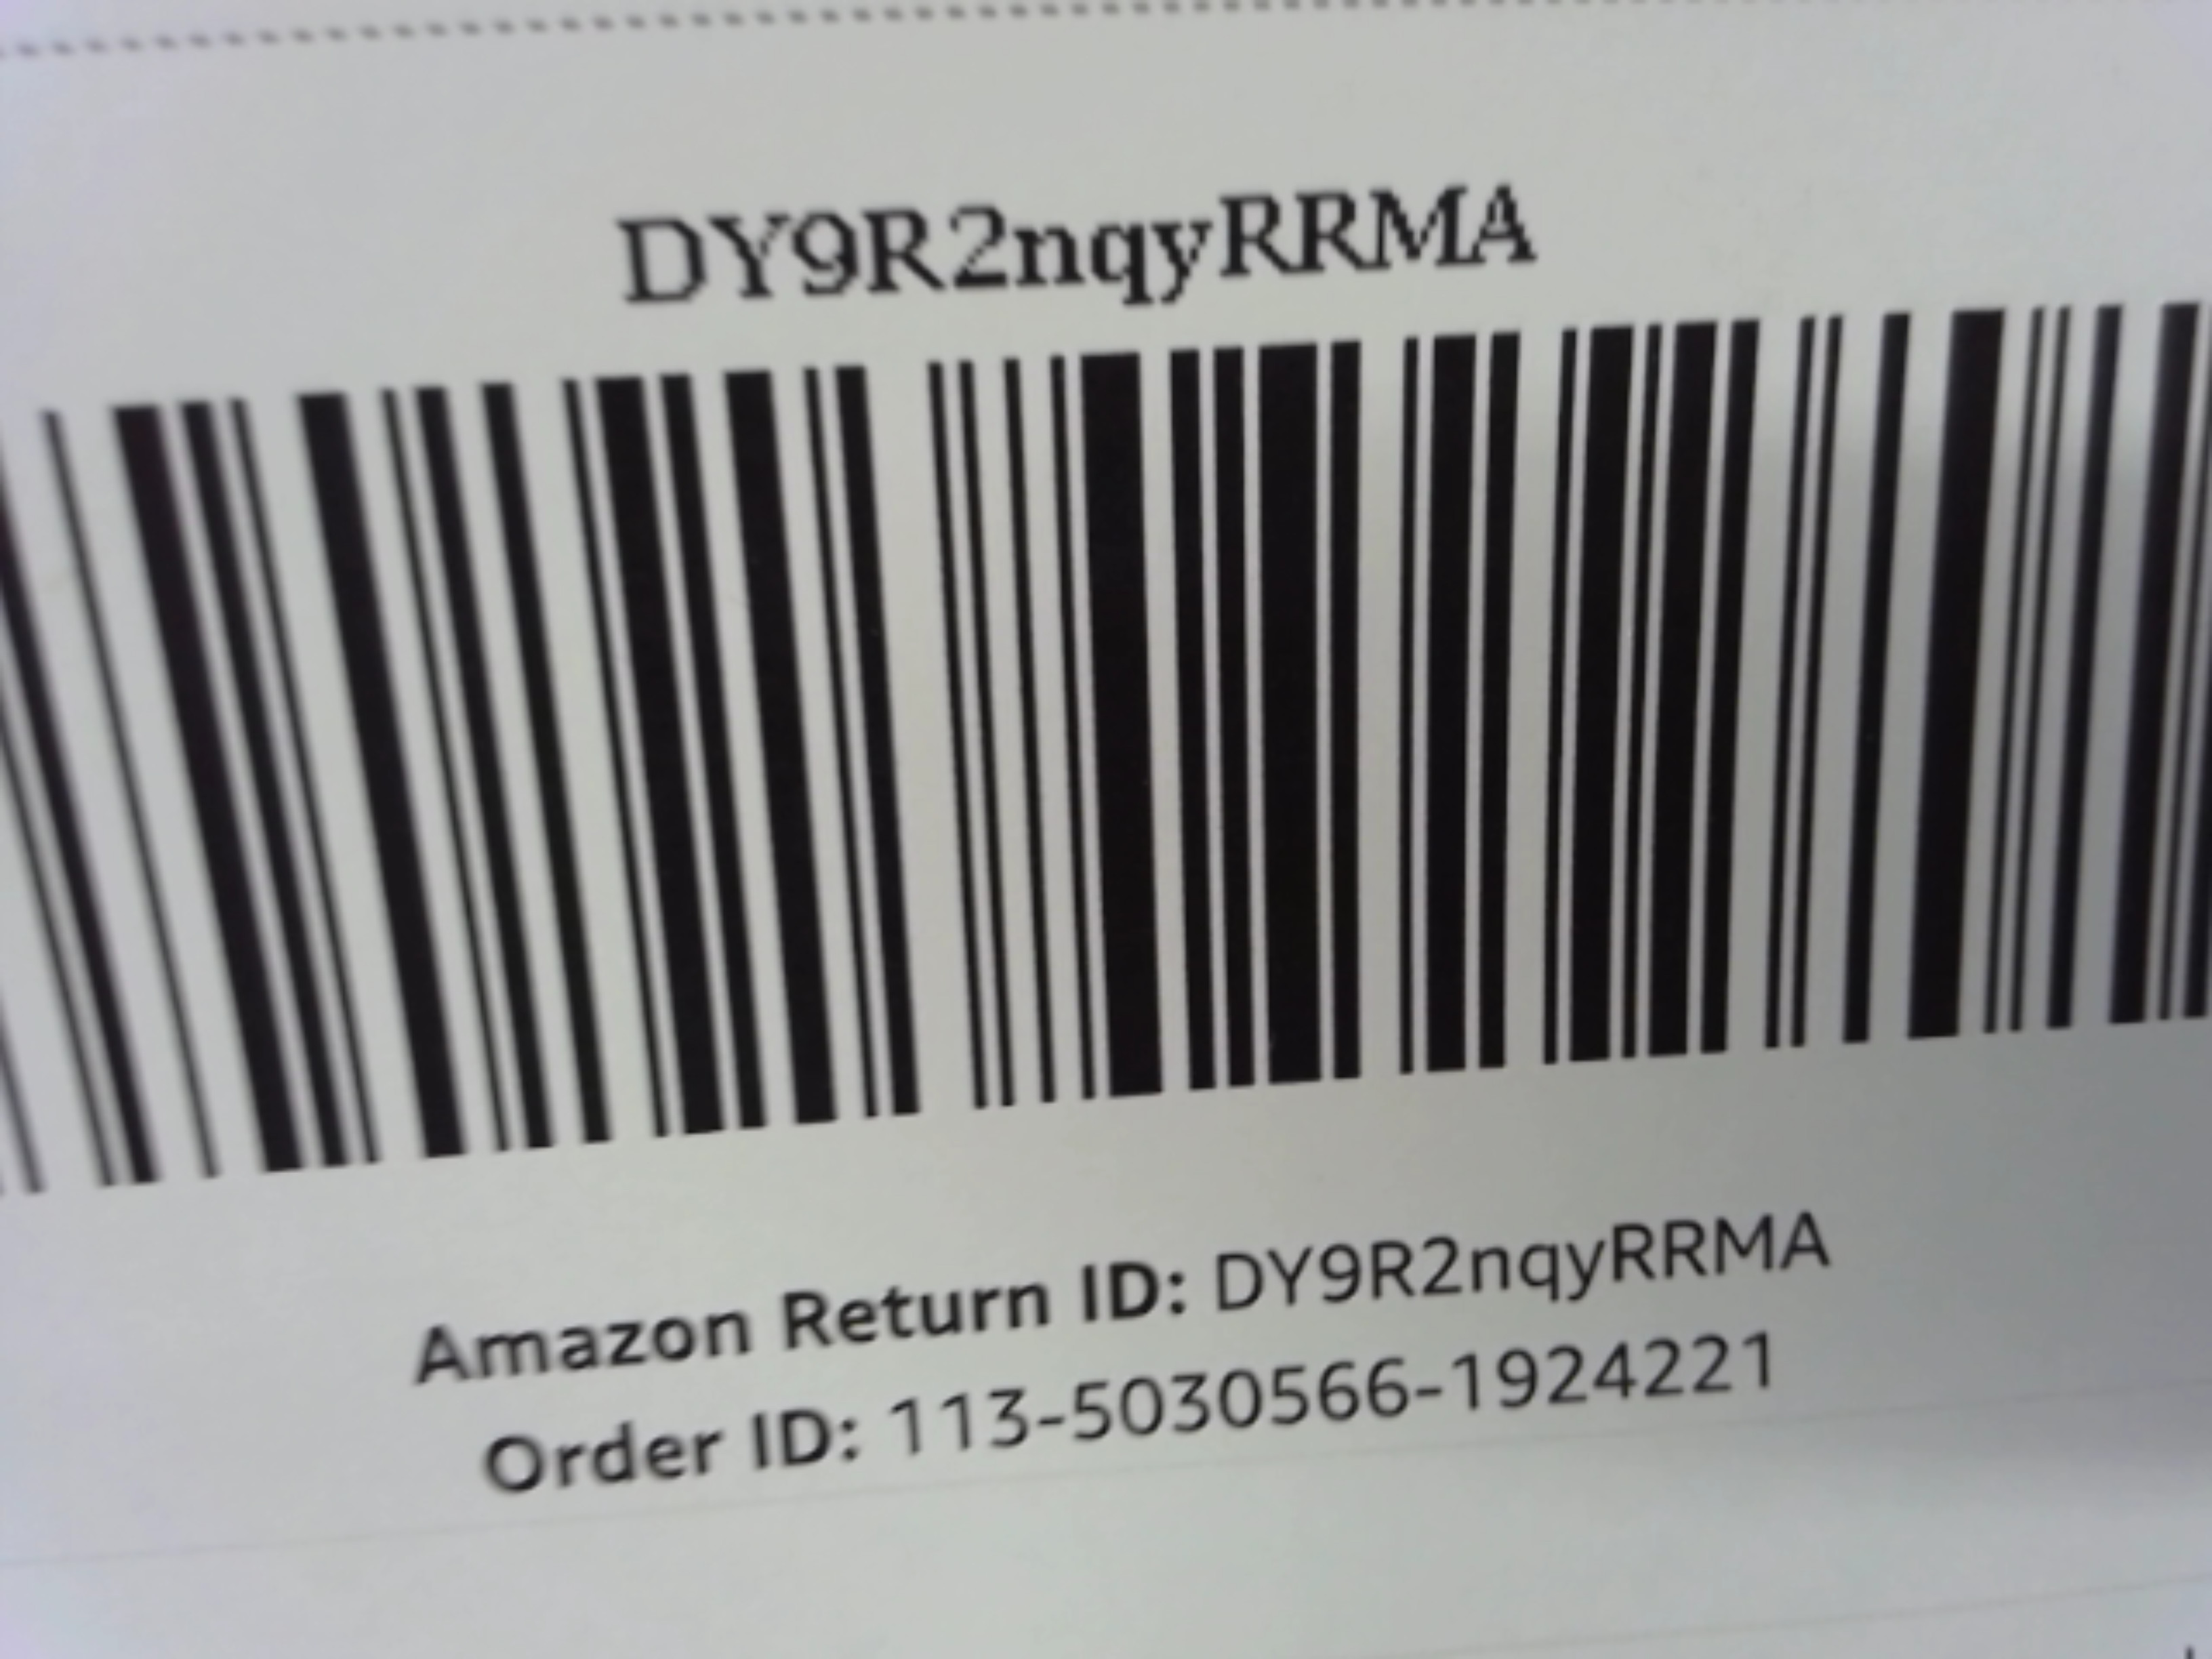 DY9R2nqyRRMA
Amazon Return ID: DY9R2nqyRRMA
Order ID: 113-5030566-1924221